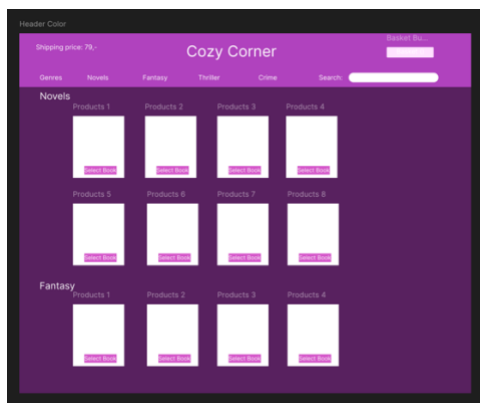 Header Color
Basket Bu...
Shipping price: 79,-
Cozy Corner
Genres Novels Fantasy Thriller Crime Search:
Novels
Products 1 Products 2 Products 3 Products 4
Select Book Select Book Select Book Select Book
Products 5 Products 6 Products 7 Products 8
Select Book Select Book Select Book Select Book
Fantasy
Products 1 Products 2 Products 3 Products 4
Select Book Select Book Select Book Select Book